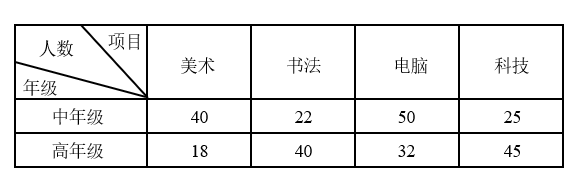 人数 项目
年级
美术 书法 电脑 科技
中年级 40 22 50 25
高年级 18 40 32 45